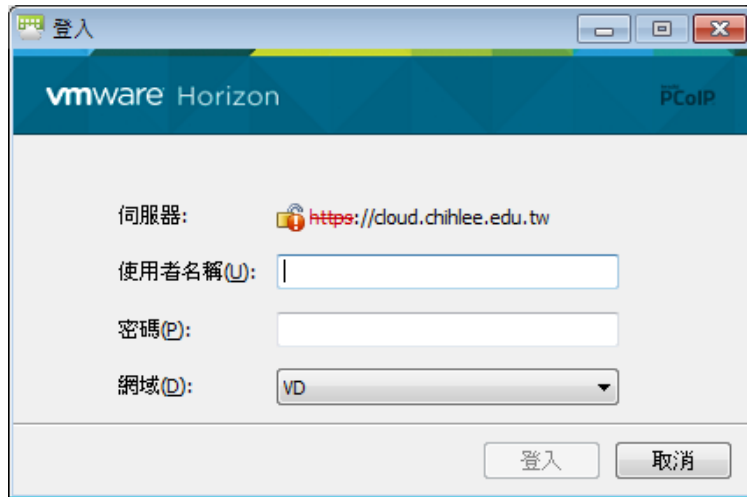 登入
vmware Horizon
PCoIP
伺服器: https://cloud.chihlee.edu.tw
使用者名稱(U):
密碼(P):
網域(D): VD
登入 取消